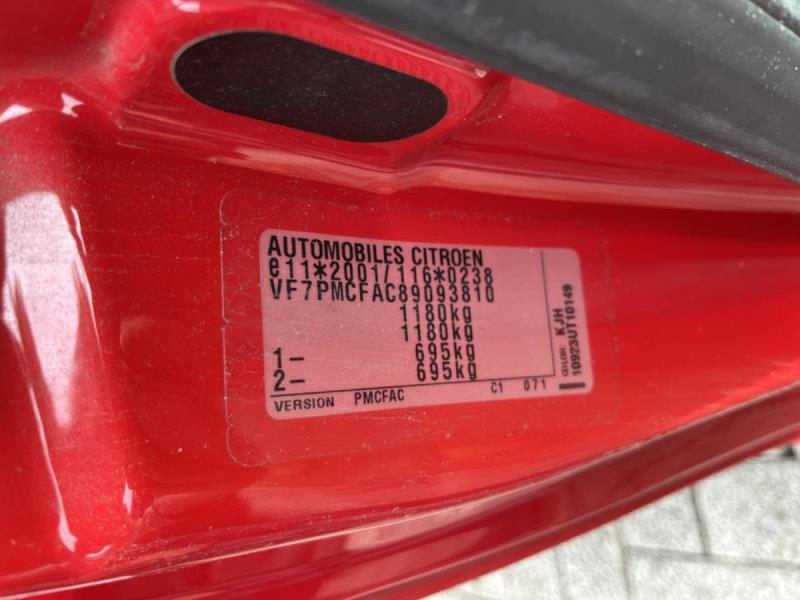 AUTOMOBILES CITROEN
e11*2001/116*0238
VF7PMCFAC89093810
1180kg
1180kg
1- 695kg
2- 695kg
VERSION PMCFAC C1 071
10923UT10149
KJH